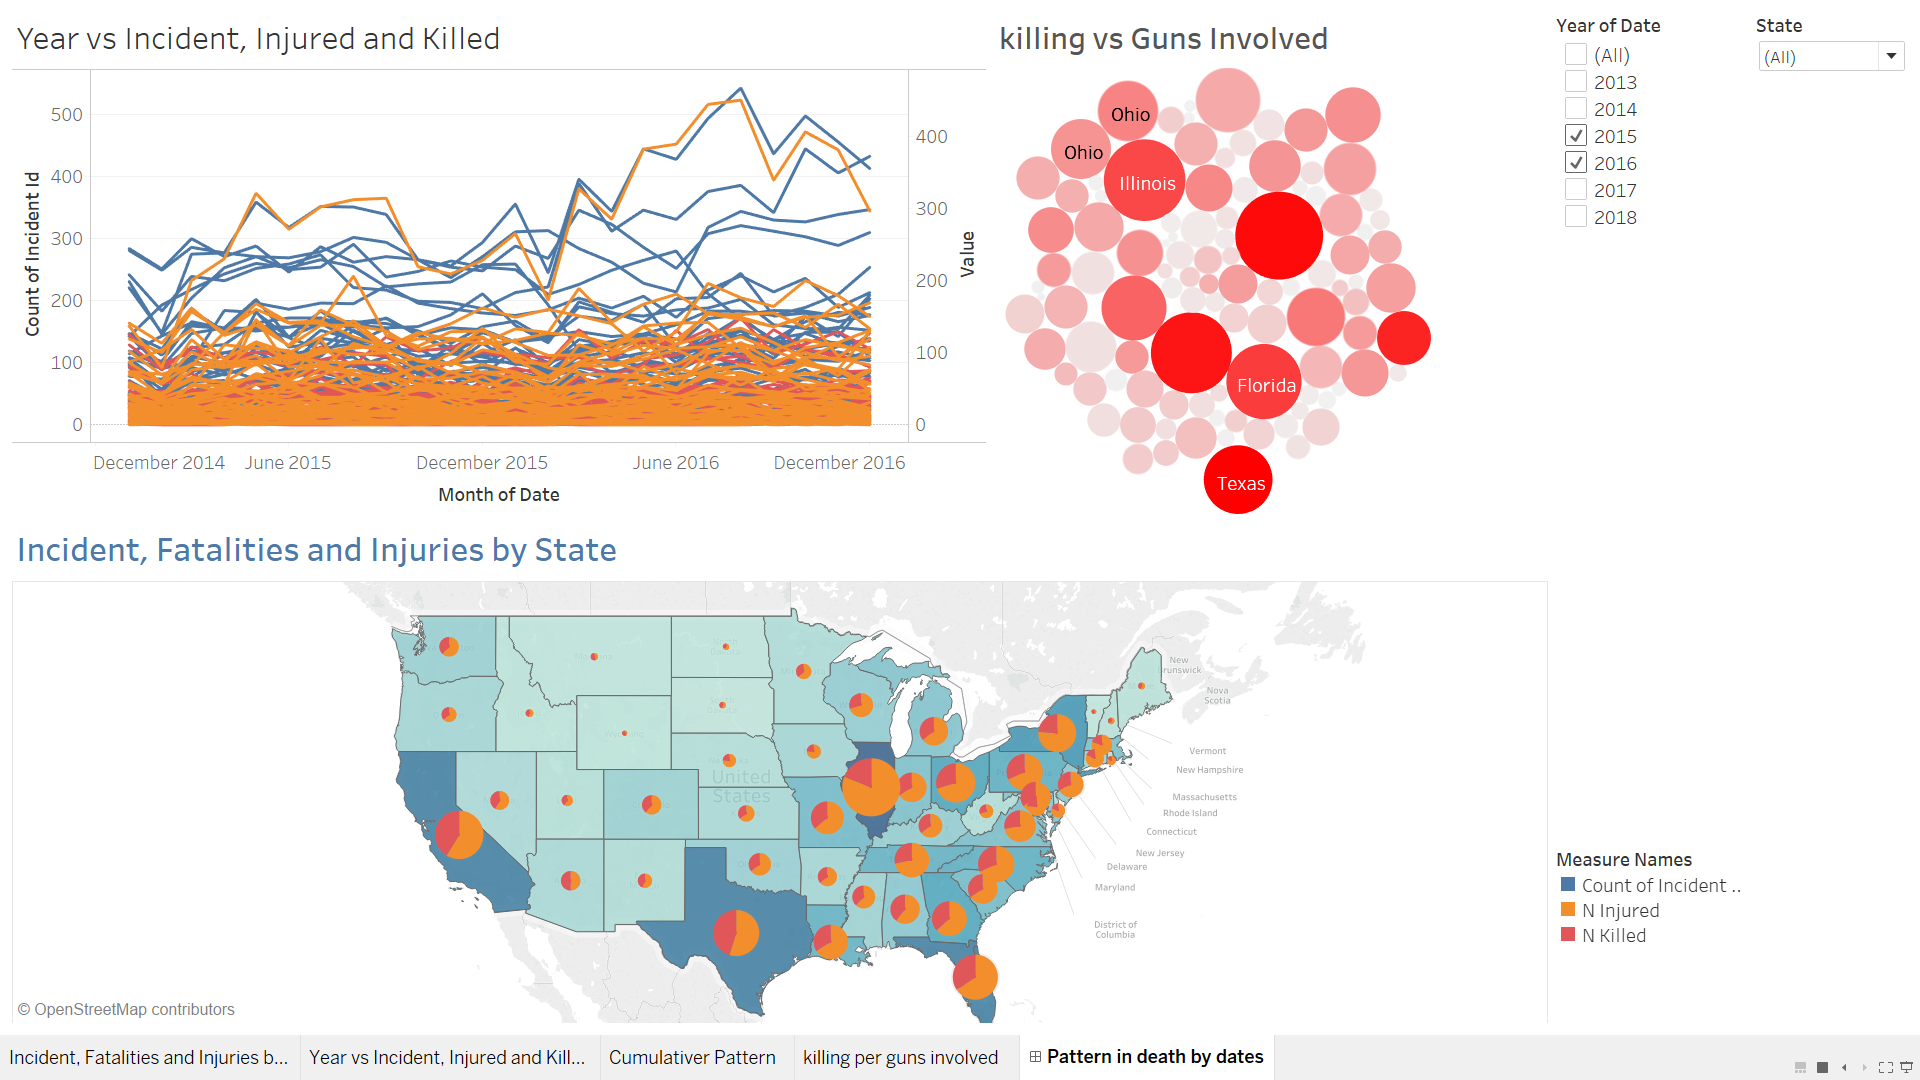 Year vs Incident, Injured and Killed
Count of Incident Id
500
400
300
200
100
0
400
300
200
100
0
Value
December 2014
June 2015
December 2015
June 2016
December 2016
Month of Date
killing vs Guns Involved
Ohio
Ohio
Illinois
Florida
Texas
Year of Date
(All)
2013
2014
2015
2016
2017
2018
State
(All)
Incident, Fatalities and Injuries by State
United
States
New
Brunswick
Nova
Scotia
Vermont
New Hampshire
Massachusetts
Rhode Island
Connecticut
New Jersey
Delaware
Maryland
District of
Columbia
© OpenStreetMap contributors
Measure Names
Count of Incident ..
N Injured
N Killed
Incident, Fatalities and Injuries b...
Year vs Incident, Injured and Kill...
Cumulativer Pattern
killing per guns involved
Pattern in death by dates